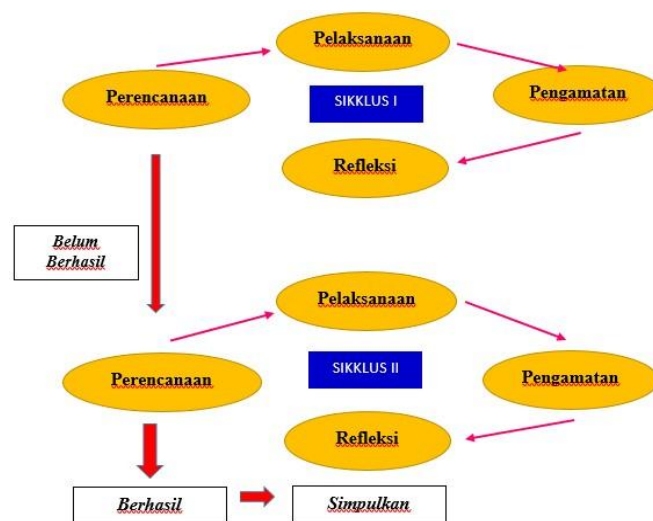 Pelaksanaan
Perencanaan
SIKKLUS I
Pengamatan
Refleksi
Belum
Berhasil
Pelaksanaan
Perencanaan
SIKKLUS II
Pengamatan
Refleksi
Berhasil
Simpulkan